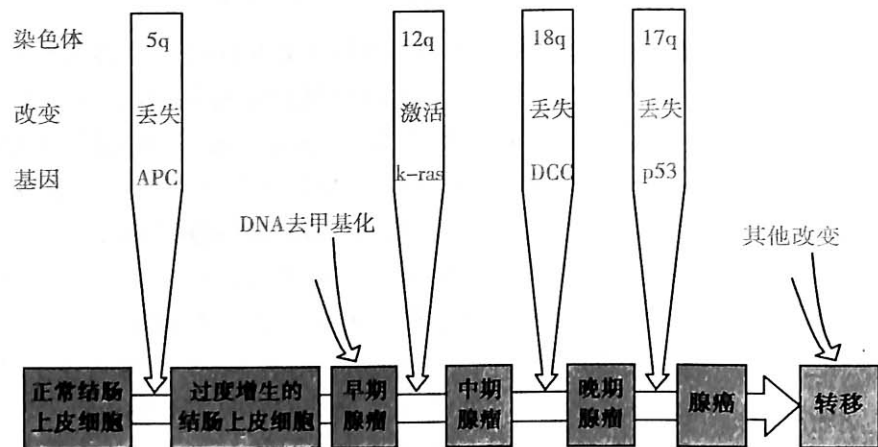 染色体 5q 12q 18q 17q
改变 丢失 激活 丢失 丢失
基因 APC k-ras DCC p53
DNA去甲基化
其他改变
正常结肠
上皮细胞
过度增生的
结肠上皮细胞
早期
腺瘤
中期
腺瘤
晚期
腺瘤
腺癌
转移